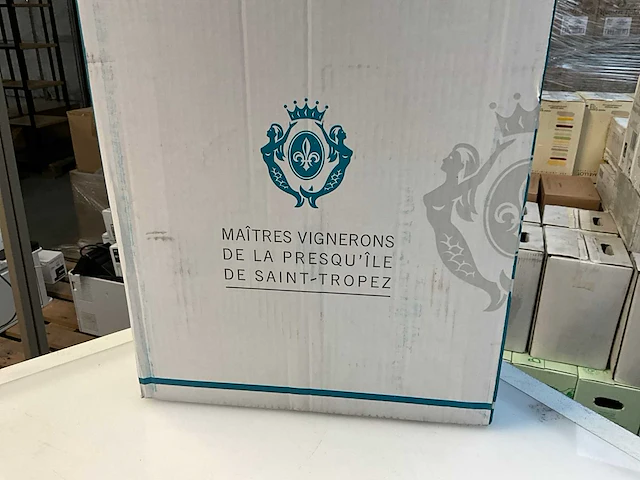 MAÎTRES VIGNERONS
DE LA PRESQU'ÎLE
DE SAINT-TROPEZ